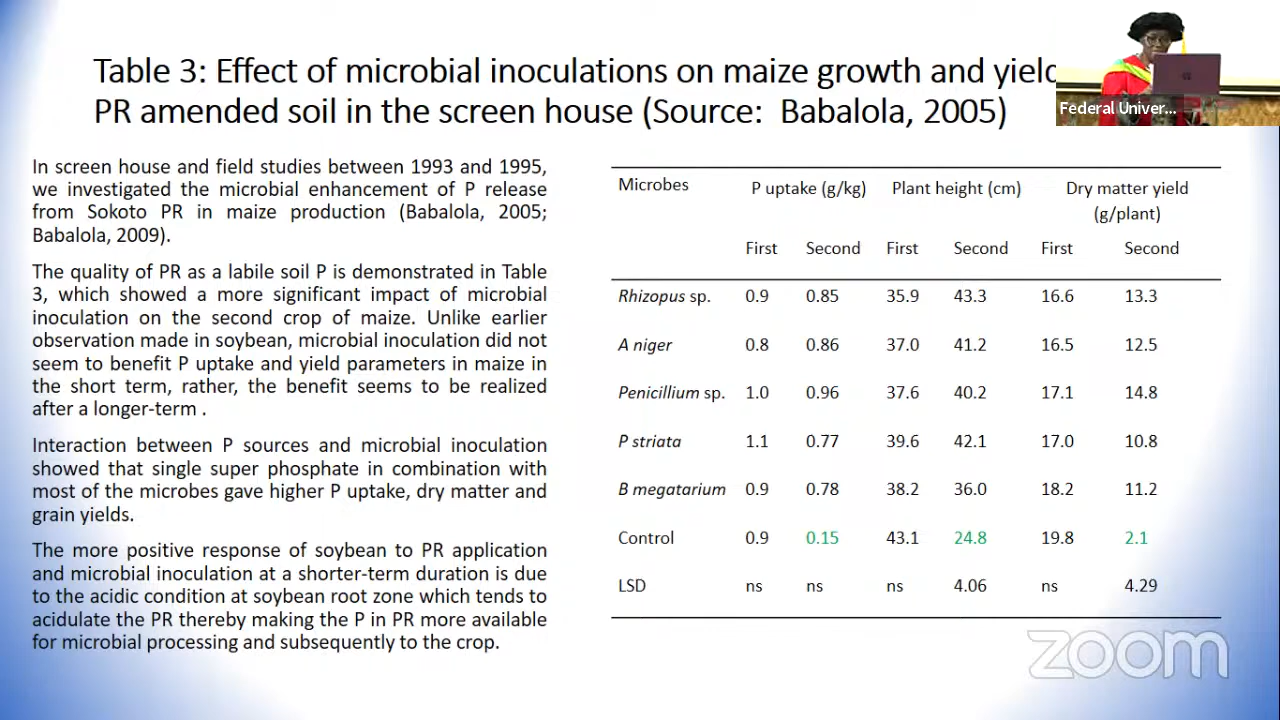 Table 3: Effect of microbial inoculations on maize growth and yield
PR amended soil in the screen house (Source: Babalola, 2005)
Federal Univer...
In screen house and field studies between 1993 and 1995,
we investigated the microbial enhancement of P release
from Sokoto PR in maize production (Babalola, 2005;
Babalola, 2009).
The quality of PR as a labile soil P is demonstrated in Table
3, which showed a more significant impact of microbial
inoculation on the second crop of maize. Unlike earlier
observation made in soybean, microbial inoculation did not
seem to benefit P uptake and yield parameters in maize in
the short term, rather, the benefit seems to be realized
after a longer-term .
Interaction between P sources and microbial inoculation
showed that single super phosphate in combination with
most of the microbes gave higher P uptake, dry matter and
grain yields.
The more positive response of soybean to PR application
and microbial inoculation at a shorter-term duration is due
to the acidic condition at soybean root zone which tends to
acidulate the PR thereby making the P in PR more available
for microbial processing and subsequently to the crop.
Microbes P uptake (g/kg) Plant height (cm) Dry matter yield
(g/plant)
First Second First Second First Second
Rhizopus sp. 0.9 0.85 35.9 43.3 16.6 13.3
A niger 0.8 0.86 37.0 41.2 16.5 12.5
Penicillium sp. 1.0 0.96 37.6 40.2 17.1 14.8
P striata 1.1 0.77 39.6 42.1 17.0 10.8
B megatarium 0.9 0.78 38.2 36.0 18.2 11.2
Control 0.9 0.15 43.1 24.8 19.8 2.1
LSD ns ns ns 4.06 ns 4.29
zoom